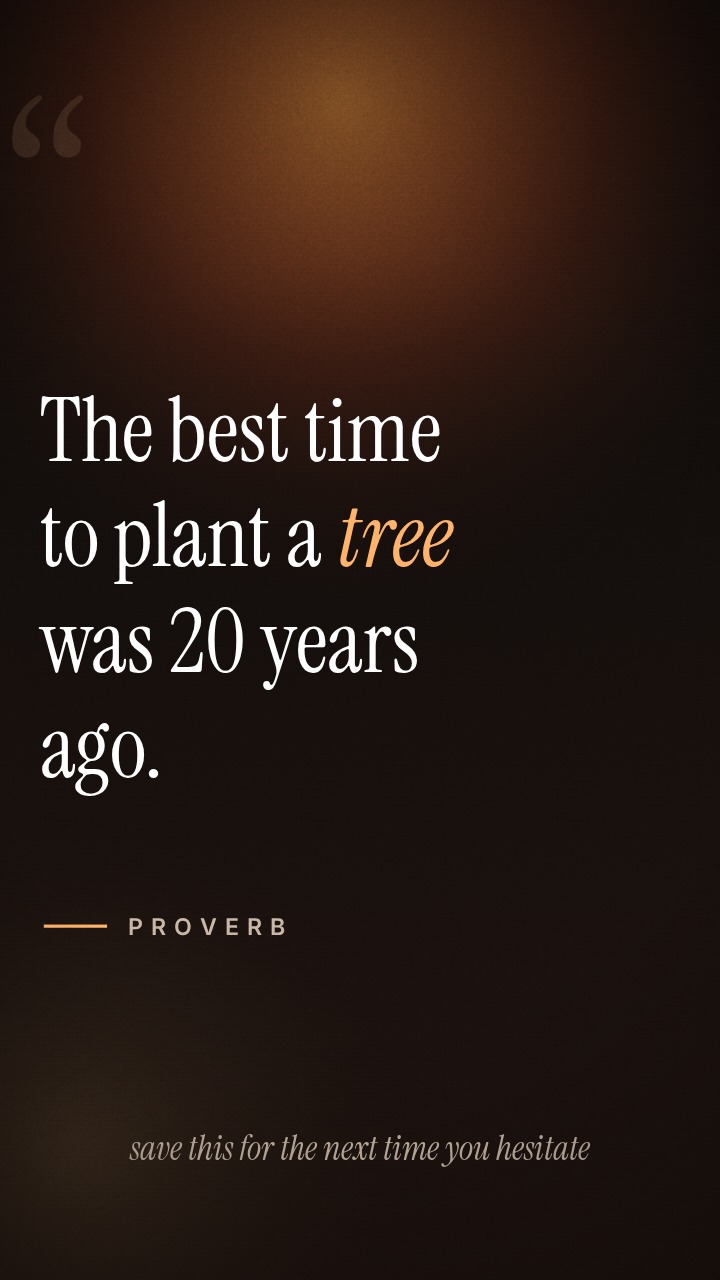 “
The best time
to plant a tree
was 20 years
ago.
PROVERB
save this for the next time you hesitate